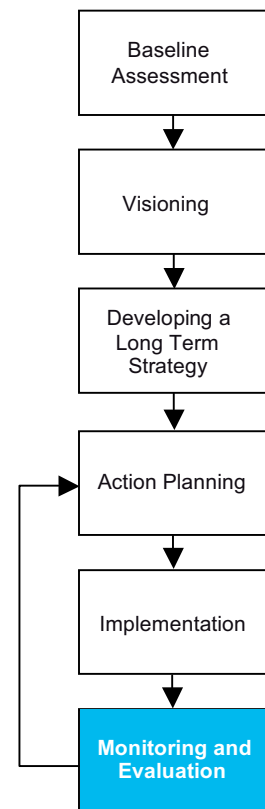 Baseline
Assessment
Visioning
Developing a
Long Term
Strategy
Action Planning
Implementation
Monitoring and
Evaluation